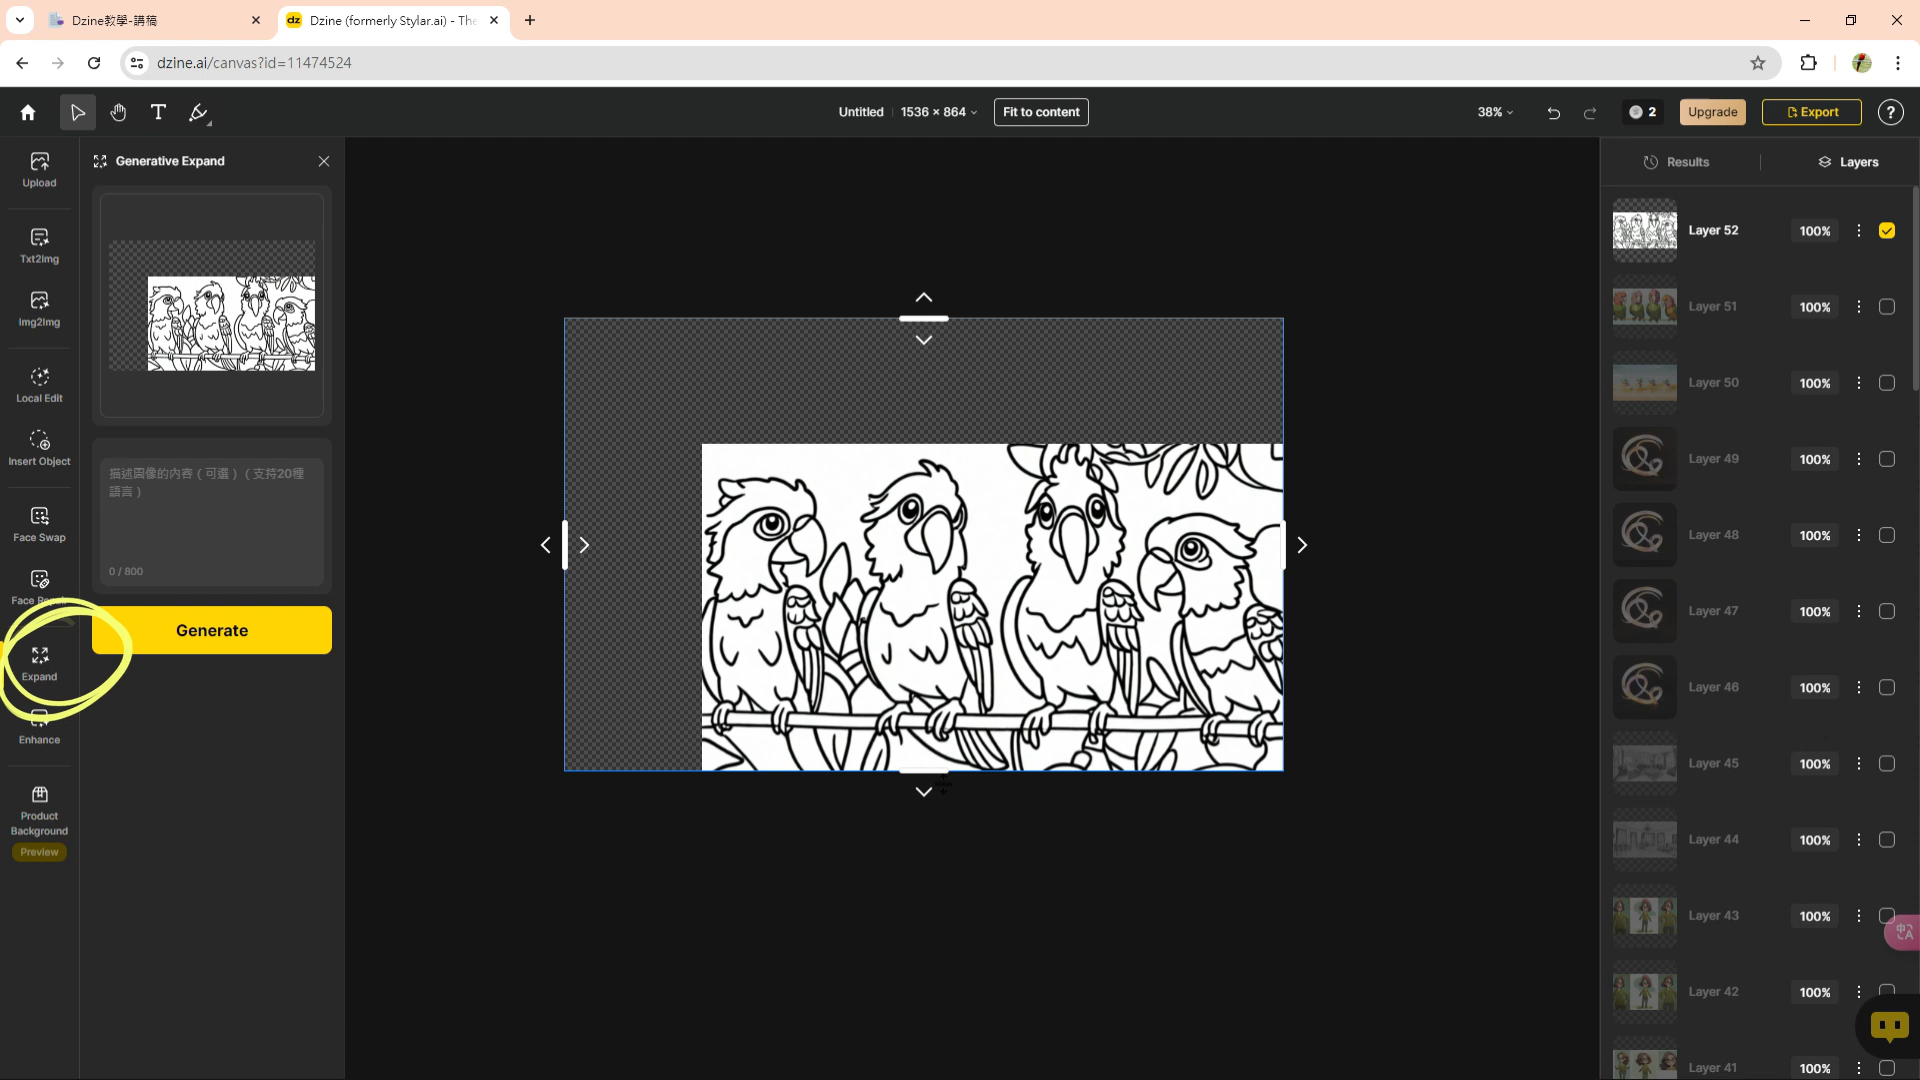 Dzine教學-講稿
Dzine (formerly Stylar.ai) - The
dzine.ai/canvas?id=11474524
Untitled
1536 × 864
Fit to content
38%
2
Upgrade
Export
?
Upload
Txt2Img
Img2Img
Local Edit
Insert Object
Face Swap
Face Repair
Expand
Enhance
Product
Background
Preview
Generative Expand
描述圖像的内容（可選）（支持20種
語言）
0 / 800
Generate
Results
Layers
Layer 52 100%
Layer 51 100%
Layer 50 100%
Layer 49 100%
Layer 48 100%
Layer 47 100%
Layer 46 100%
Layer 45 100%
Layer 44 100%
Layer 43 100%
Layer 42 100%
Layer 41 100%